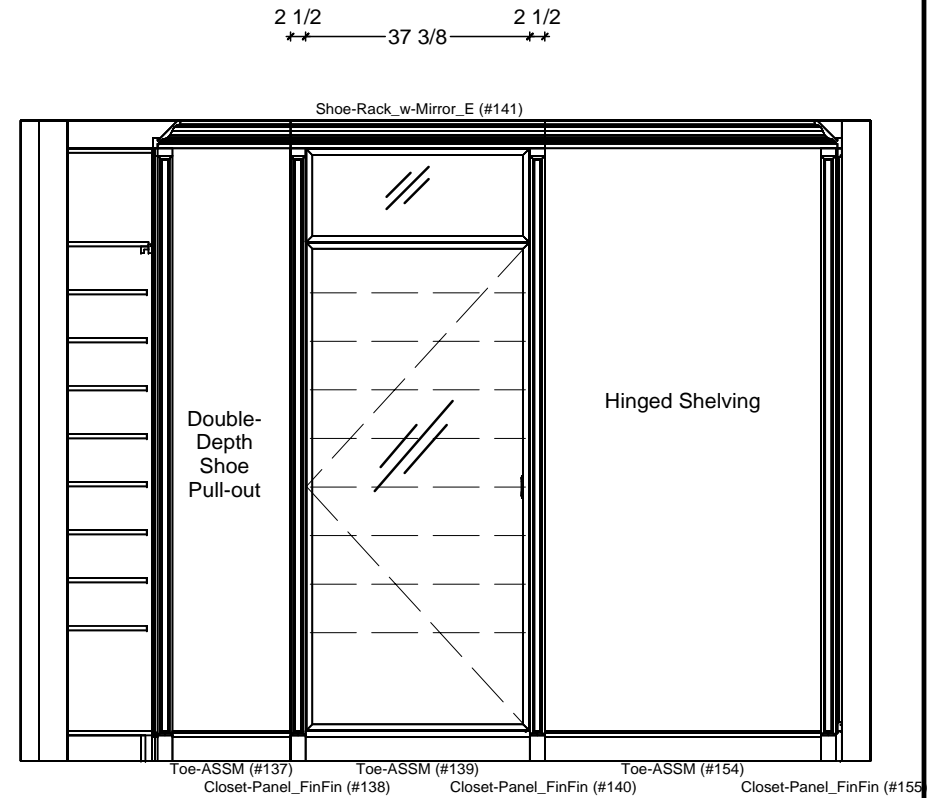 2 1/2 2 1/2
37 3/8
Shoe-Rack_w-Mirror_E (#141)
Double-
Depth
Shoe
Pull-out
Hinged Shelving
Toe-ASSM (#137) Toe-ASSM (#139) Toe-ASSM (#154)
Closet-Panel_FinFin (#138) Closet-Panel_FinFin (#140) Closet-Panel_FinFin (#155)